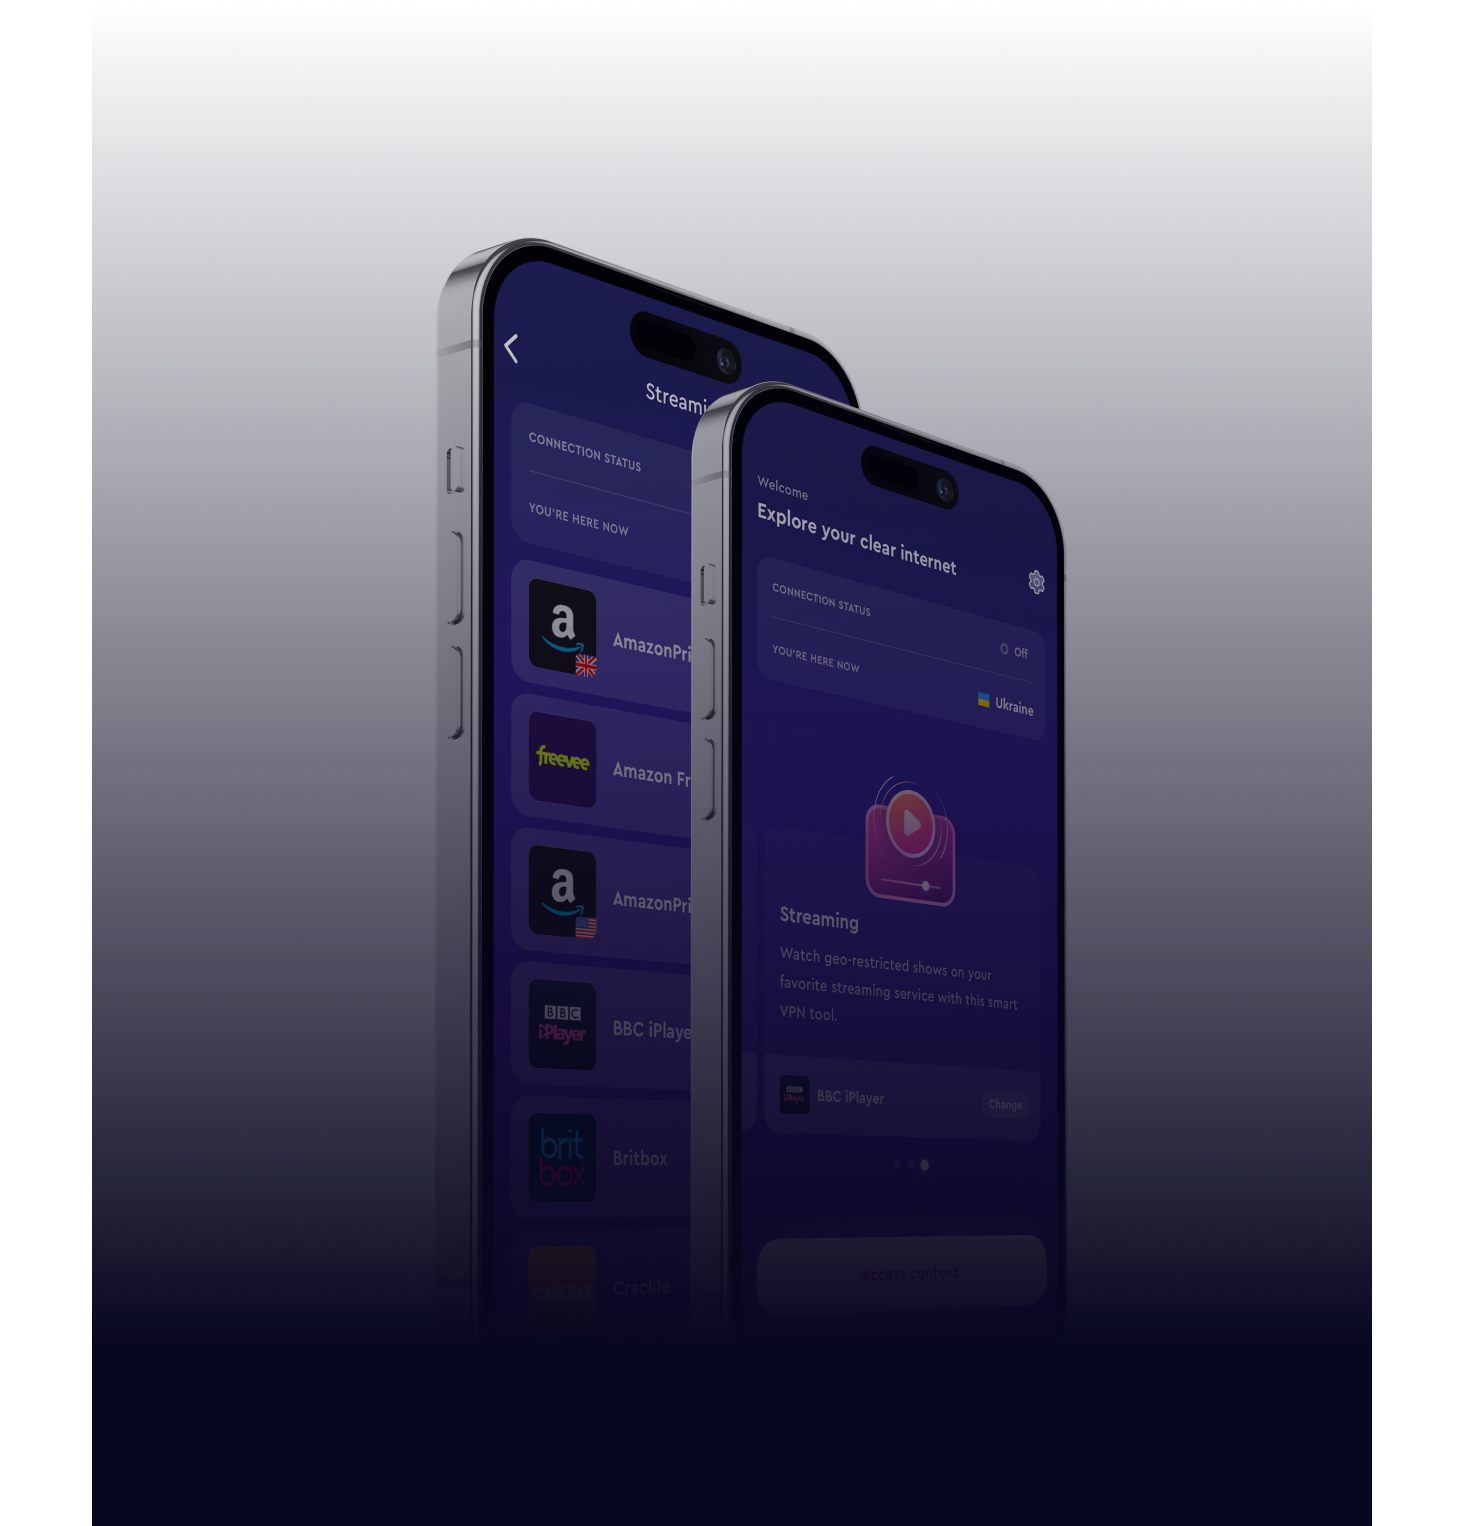 Streami
CONNECTION STATUS
YOU'RE HERE NOW
a
AmazonPri
freevee
Amazon Fr
a
AmazonPri
BBC
iPlayer
BBC iPlaye
brit
box
Britbox
CRACKLE
Crackle
Welcome
Explore your clear internet
CONNECTION STATUS
Off
YOU'RE HERE NOW
Ukraine
Streaming
Watch geo-restricted shows on your
favorite streaming service with this smart
VPN tool.
BBC
iPlayer
BBC iPlayer
Change
Access content